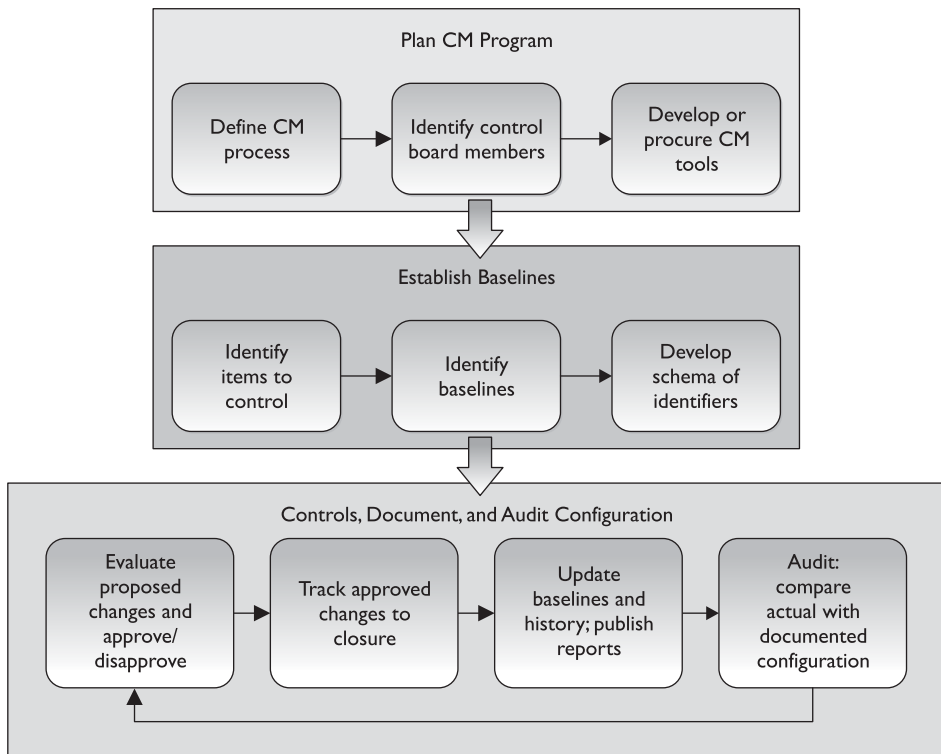 Plan CM Program
Define CM
process
Identify control
board members
Develop or
procure CM
tools
Establish Baselines
Identify
items to
control
Identify
baselines
Develop
schema of
identifiers
Controls, Document, and Audit Configuration
Evaluate
proposed
changes and
approve/
disapprove
Track approved
changes to
closure
Update
baselines and
history; publish
reports
Audit:
compare
actual with
documented
configuration